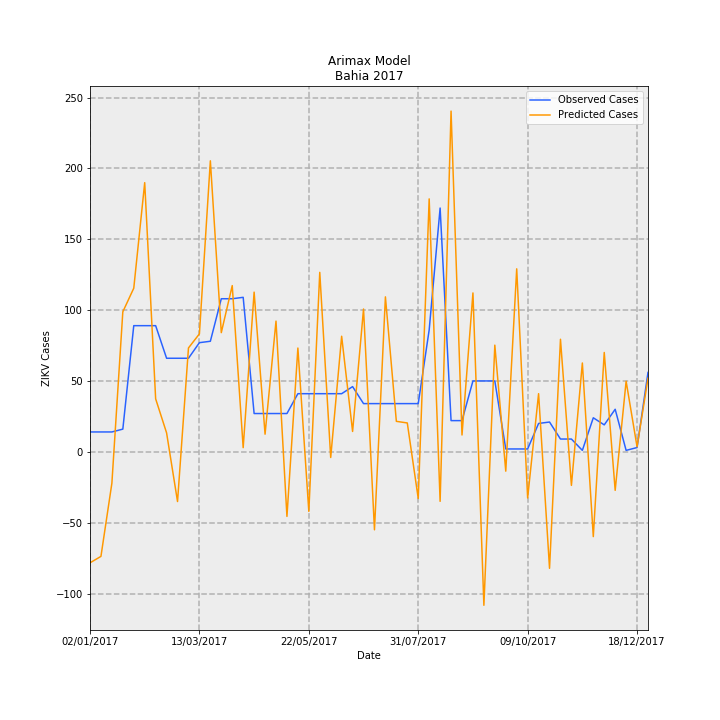 Arimax Model
Bahia 2017
Observed Cases
Predicted Cases
250
200
150
100
50
0
−50
−100
ZIKV Cases
02/01/2017
13/03/2017
22/05/2017
31/07/2017
09/10/2017
18/12/2017
Date